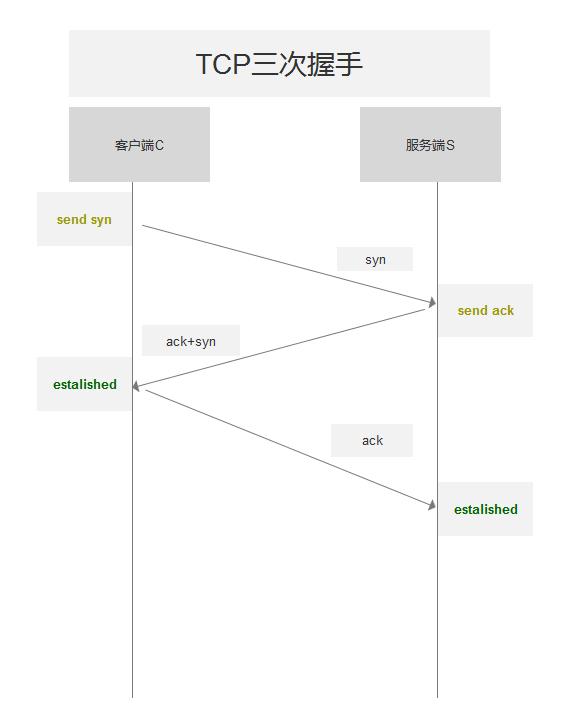 TCP三次握手
客户端C
服务端S
send syn
syn
send ack
ack+syn
estalished
ack
estalished